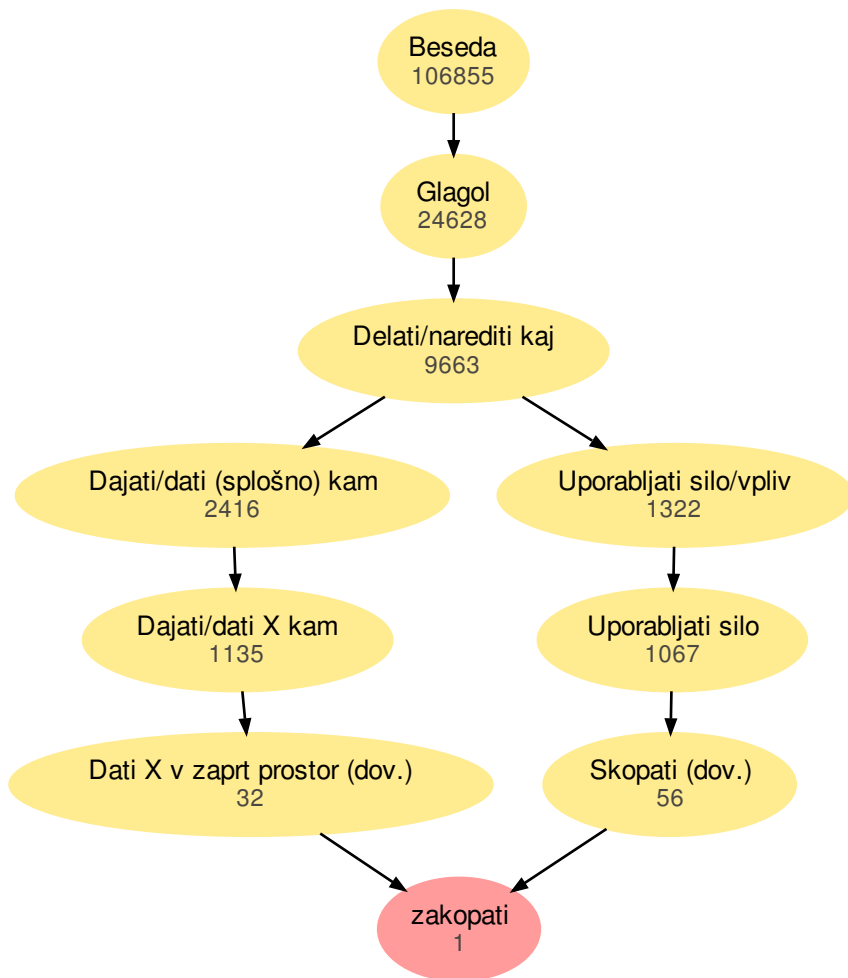 Beseda
106855
Glagol
24628
Delati/narediti kaj
9663
Dajati/dati (splošno) kam
2416
Uporabljati silo/vpliv
1322
Dajati/dati X kam
1135
Uporabljati silo
1067
Dati X v zaprt prostor (dov.)
32
Skopati (dov.)
56
zakopati
1